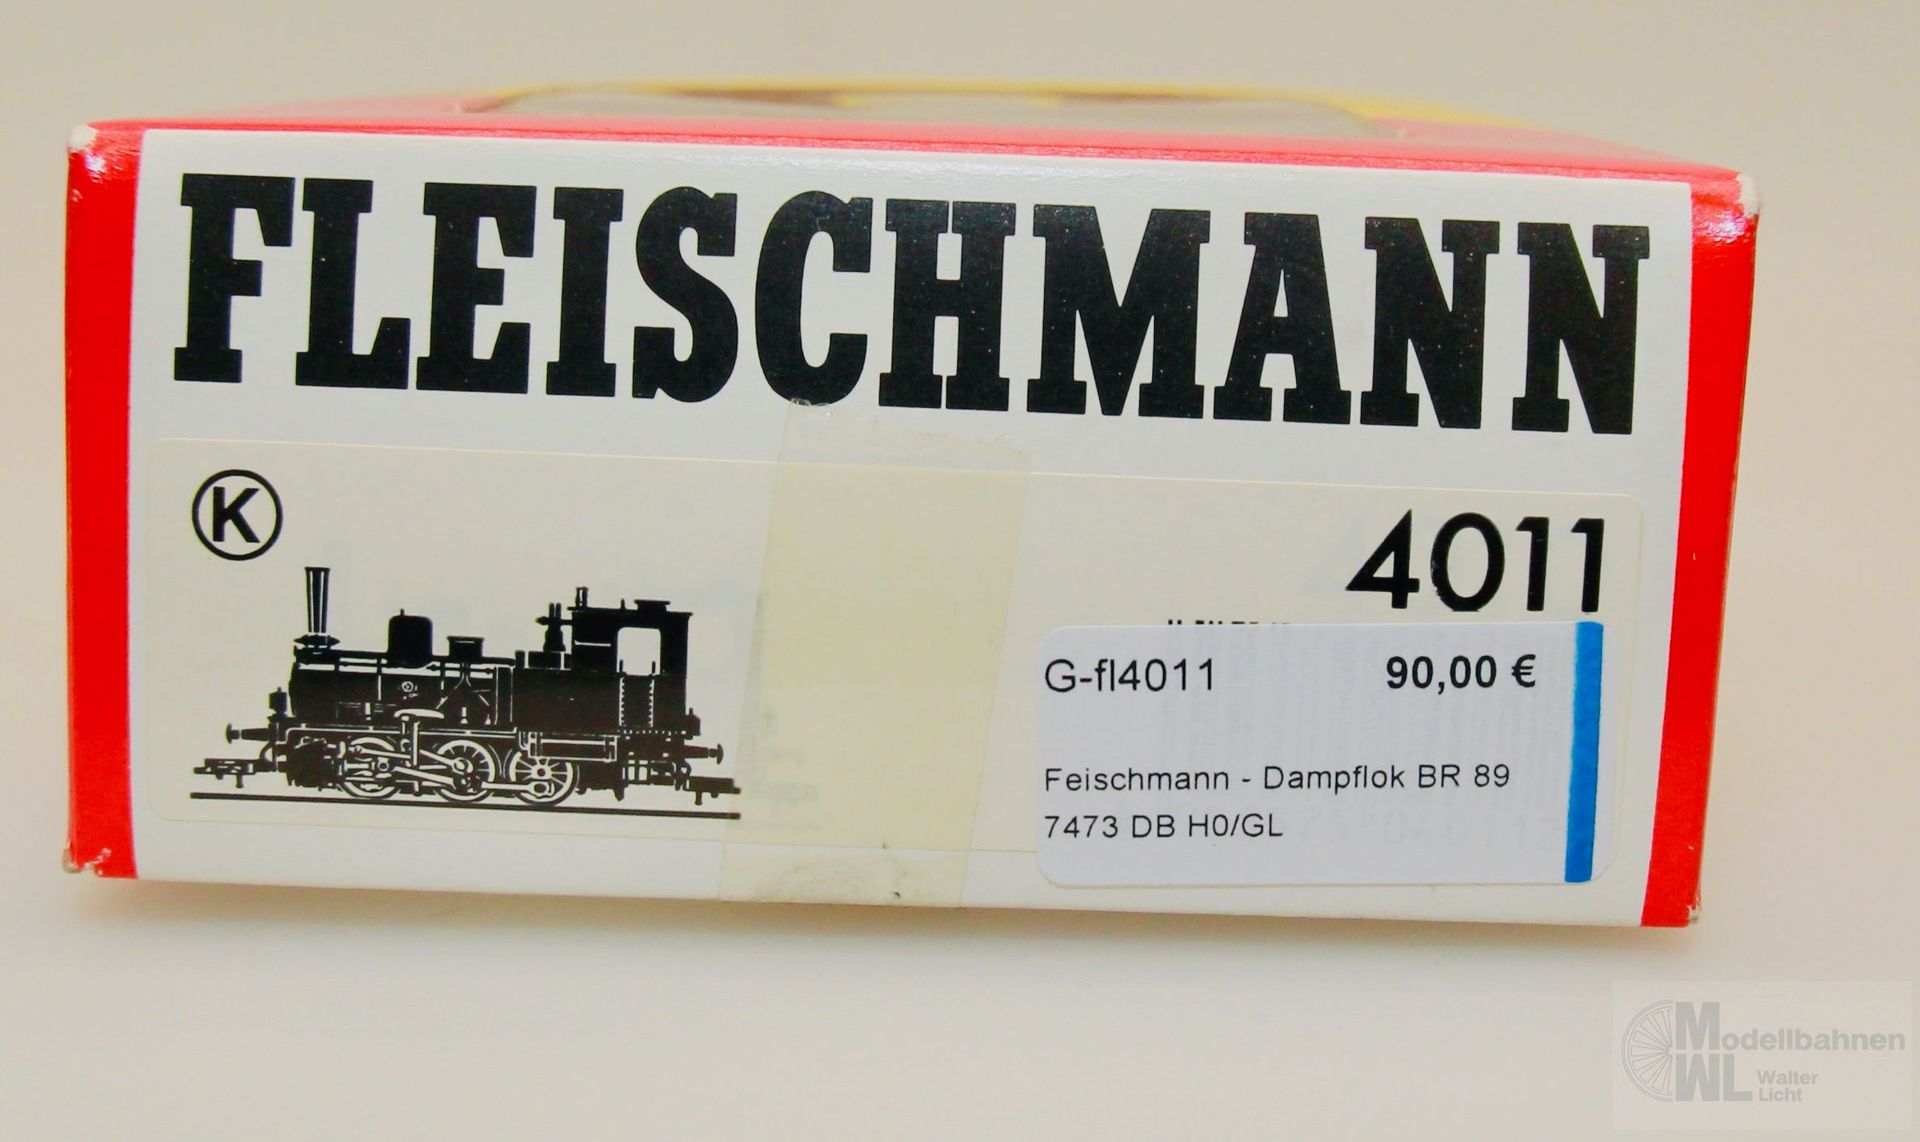 FLEISCHMANN
K
4011
G-fl4011 90,00 €
Feischmann - Dampflok BR 89
7473 DB H0/GL
Modellbahnen
WL Walter
Licht